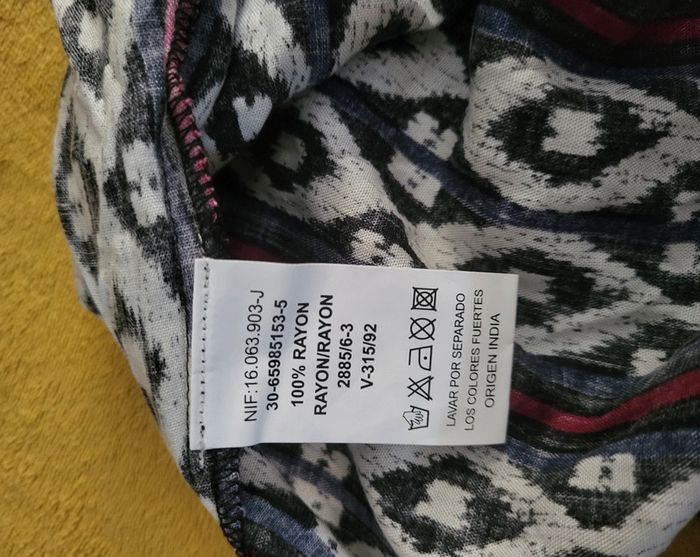 NIF:16.063.903-J
30-65985153-5
100% RAYON
RAYON/RAYON
2885/6-3
V-315/92
LAVAR POR SEPARADO
LOS COLORES FUERTES
ORIGEN INDIA